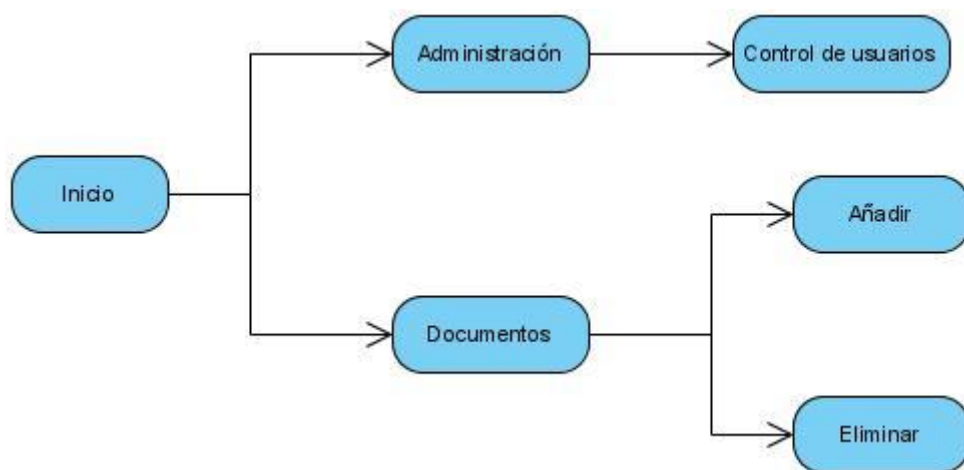 Administración
Control de usuarios
Inicio
Añadir
Documentos
Eliminar